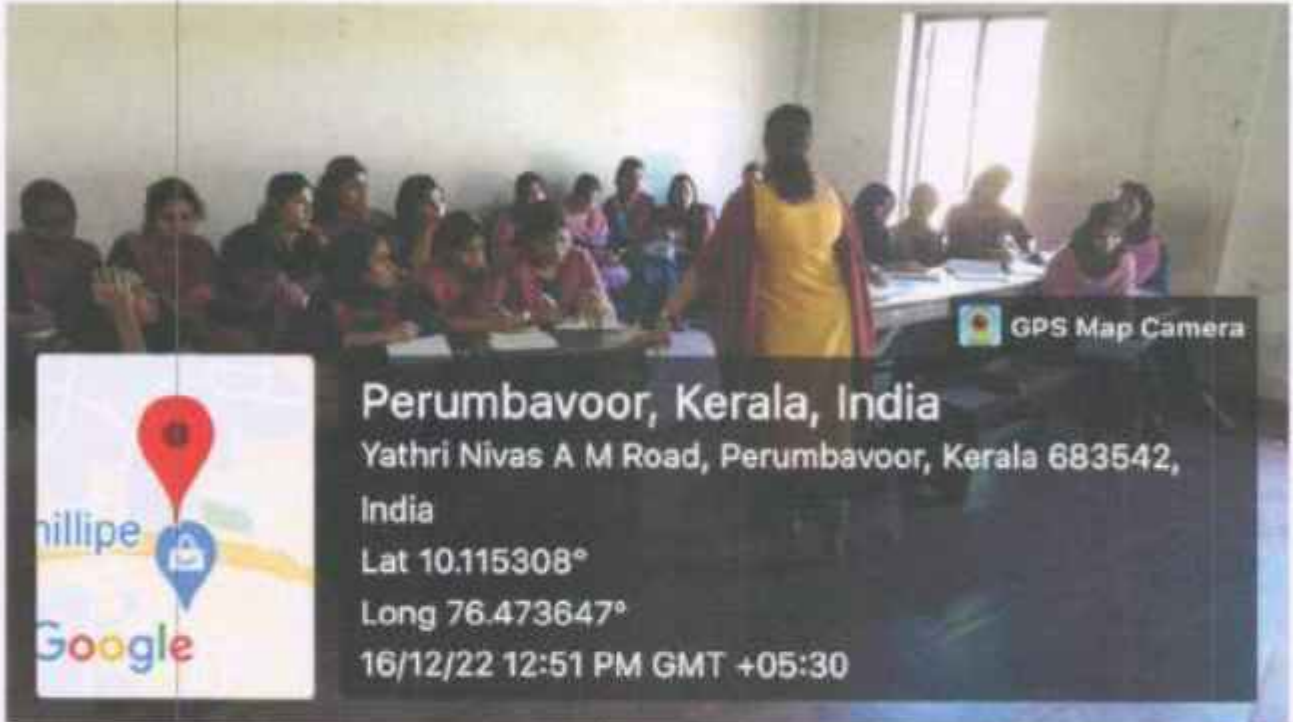 GPS Map Camera
Perumbavoor, Kerala, India
Yathri Nivas A M Road, Perumbavoor, Kerala 683542,
India
Lat 10.115308°
Long 76.473647°
16/12/22 12:51 PM GMT +05:30
hillipe
Google